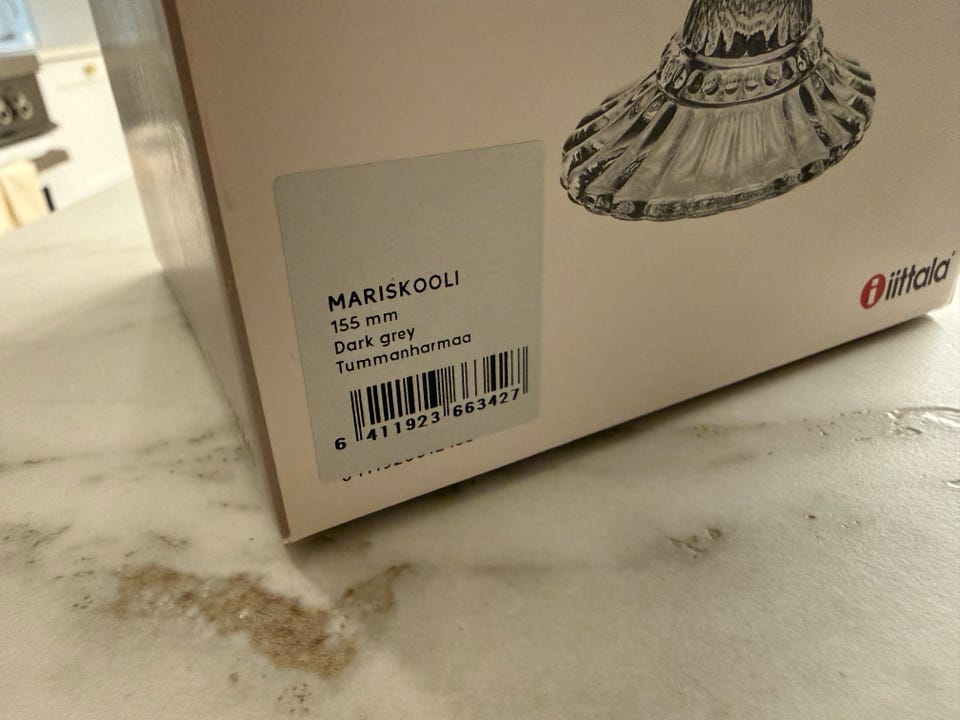 MARISKOOLI
155 mm
Dark grey
Tummanharmaa
6 411923 663427
iittala